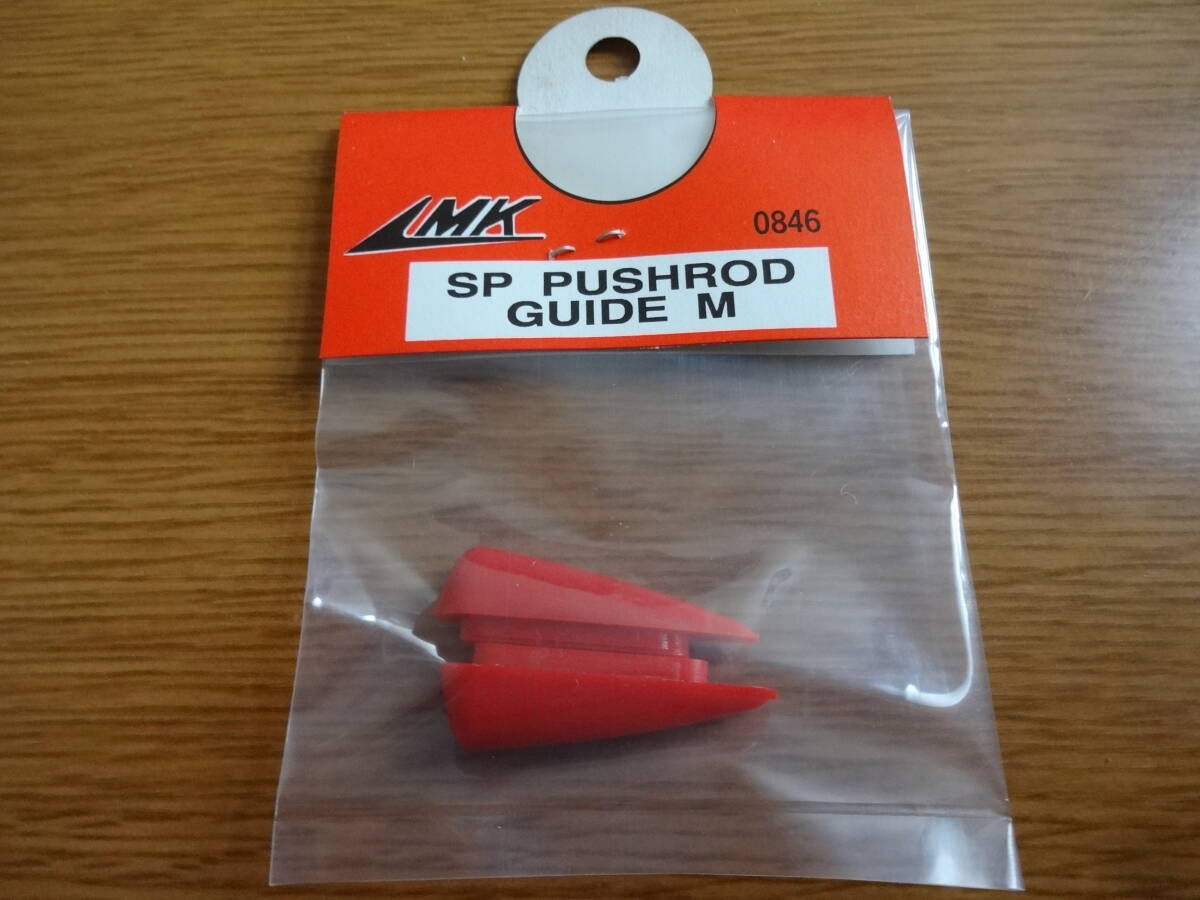 MK
0846
SP PUSHROD
GUIDE M